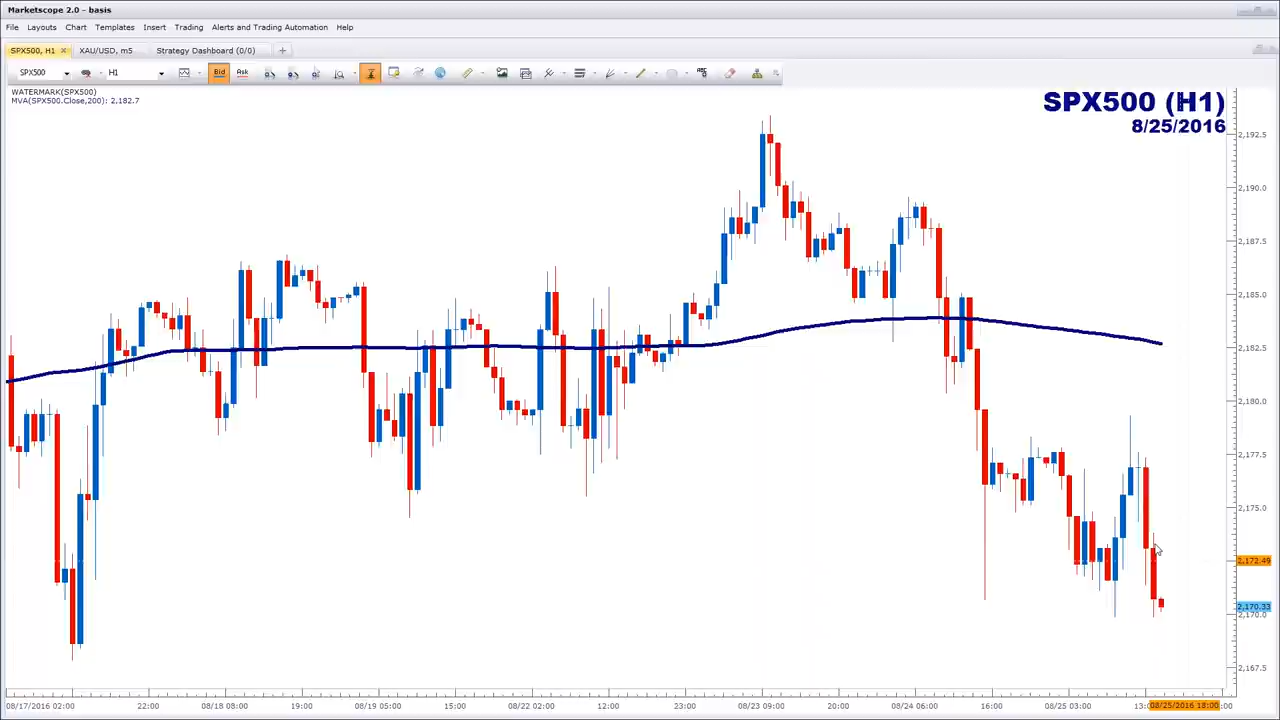 Marketscope 2.0 - basis
File Layouts Chart Templates Insert Trading Alerts and Trading Automation Help
SPX500, H1 XAU/USD, m5 Strategy Dashboard (0/0)
SPX500 H1 Bid Ask ABC
WATERMARK(SPX500)
MVA(SPX500.Close,200): 2,182.7
SPX500 (H1)
8/25/2016
2,192.5
2,190.0
2,187.5
2,185.0
2,182.5
2,180.0
2,177.5
2,175.0
2,172.49
2,170.33
2,170.0
2,167.5
08/17/2016 02:00 22:00 08/18 08:00 19:00 08/19 05:00 15:00 08/22 02:00 12:00 23:00 08/23 09:00 20:00 08/24 06:00 16:00 08/25 03:00 08/25/2016 18:00